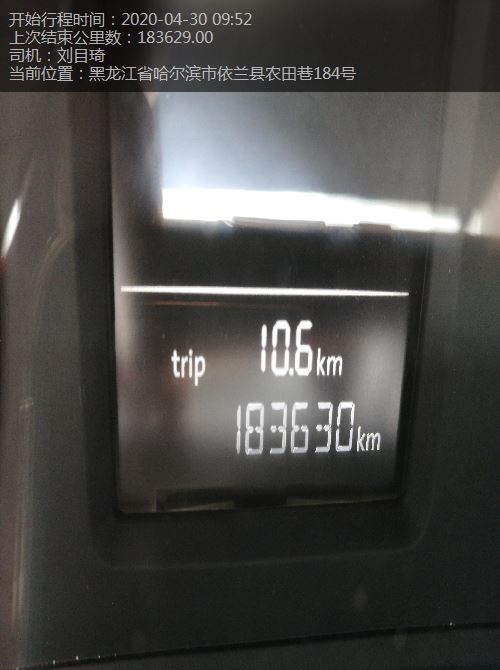 开始行程时间：2020-04-30 09:52
上次结束公里数：183629.00
司机：刘目琦
当前位置：黑龙江省哈尔滨市依兰县农田巷184号
trip 10.6km
183630km